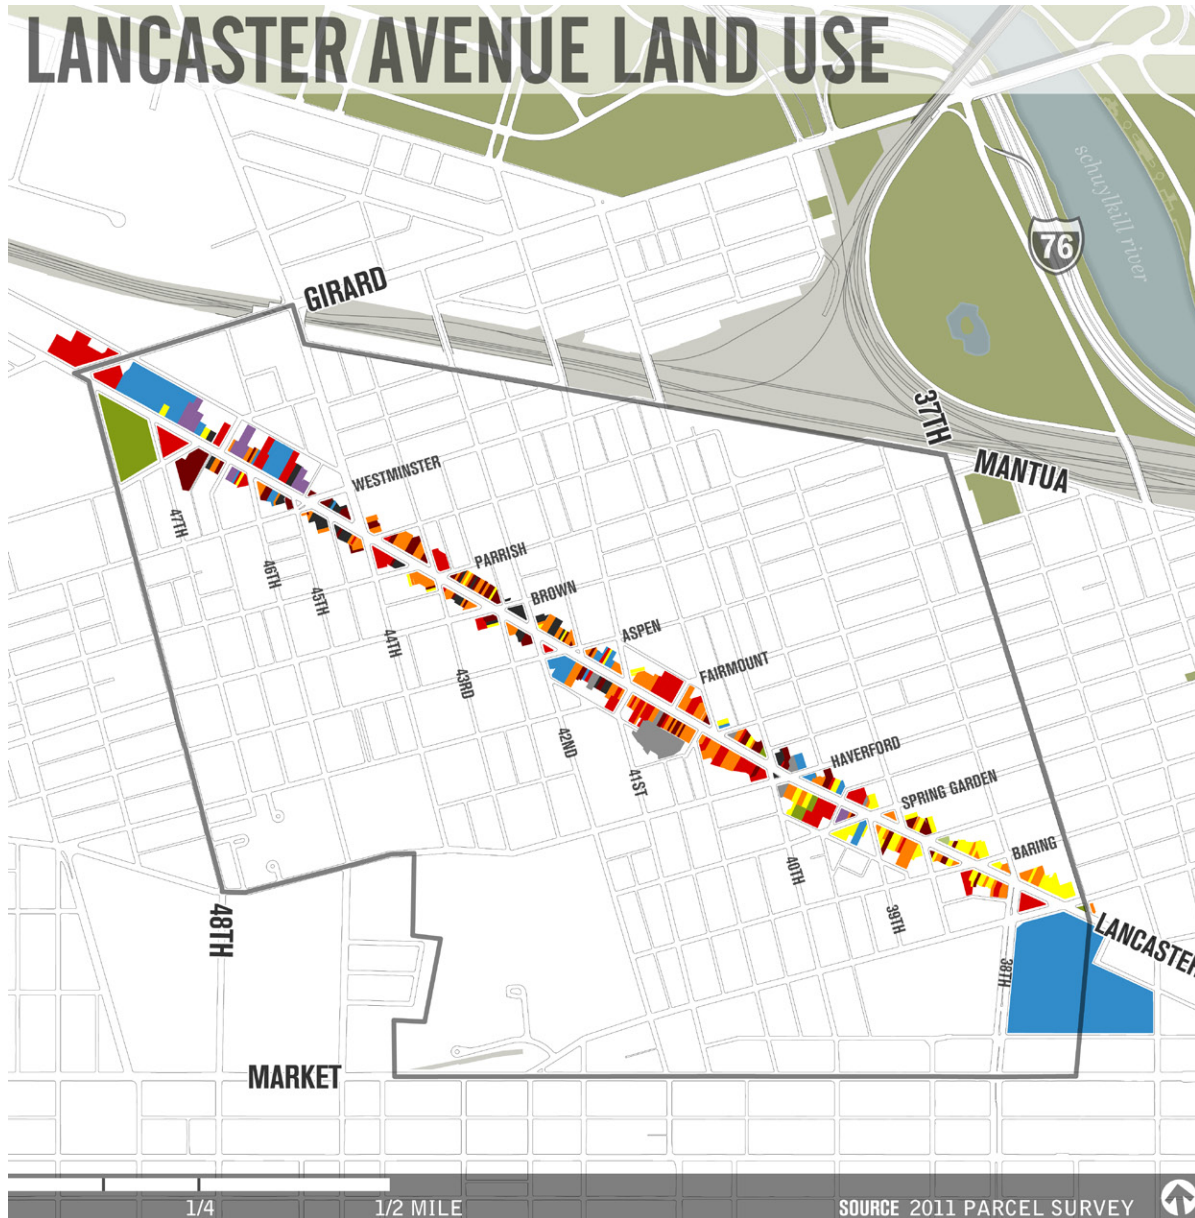 LANCASTER AVENUE LAND USE
schuylkill river
76
GIRARD
37TH
MANTUA
WESTMINSTER
47TH
PARRISH
46TH
BROWN
45TH
ASPEN
44TH
FAIRMOUNT
43RD
42ND
HAVERFORD
41ST
SPRING GARDEN
BARING
40TH
39TH
48TH
LANCASTER
38TH
MARKET
1/4 1/2 MILE SOURCE 2011 PARCEL SURVEY